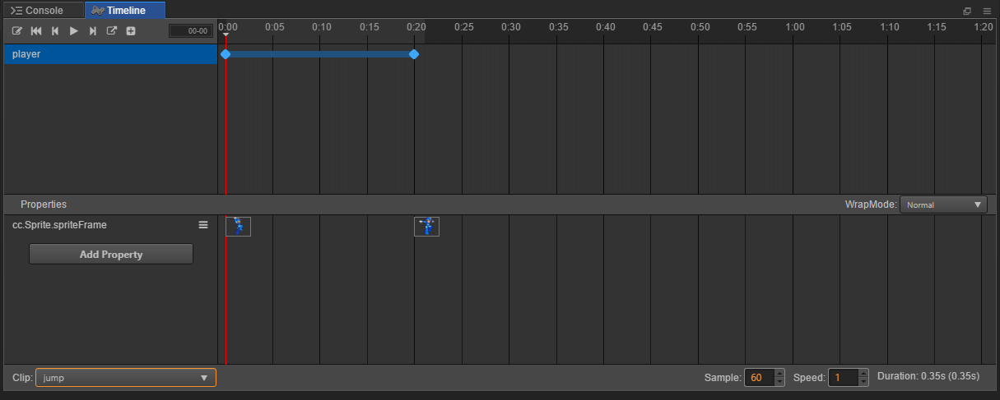 Console Timeline
00-00 0:00 0:05 0:10 0:15 0:20 0:25 0:30 0:35 0:40 0:45 0:50 0:55 1:00 1:05 1:10 1:15 1:20
player
Properties WrapMode: Normal
cc.Sprite.spriteFrame
Add Property
Clip: jump Sample: 60 Speed: 1 Duration: 0.35s (0.35s)